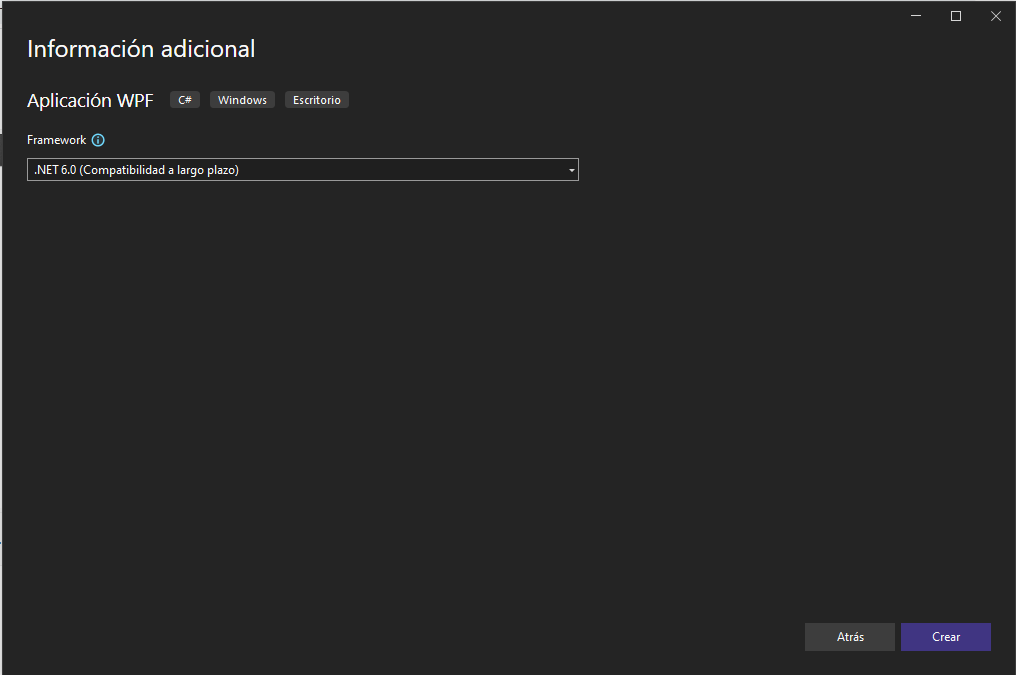 Información adicional
Aplicación WPF C# Windows Escritorio
Framework
.NET 6.0 (Compatibilidad a largo plazo)
Atrás Crear